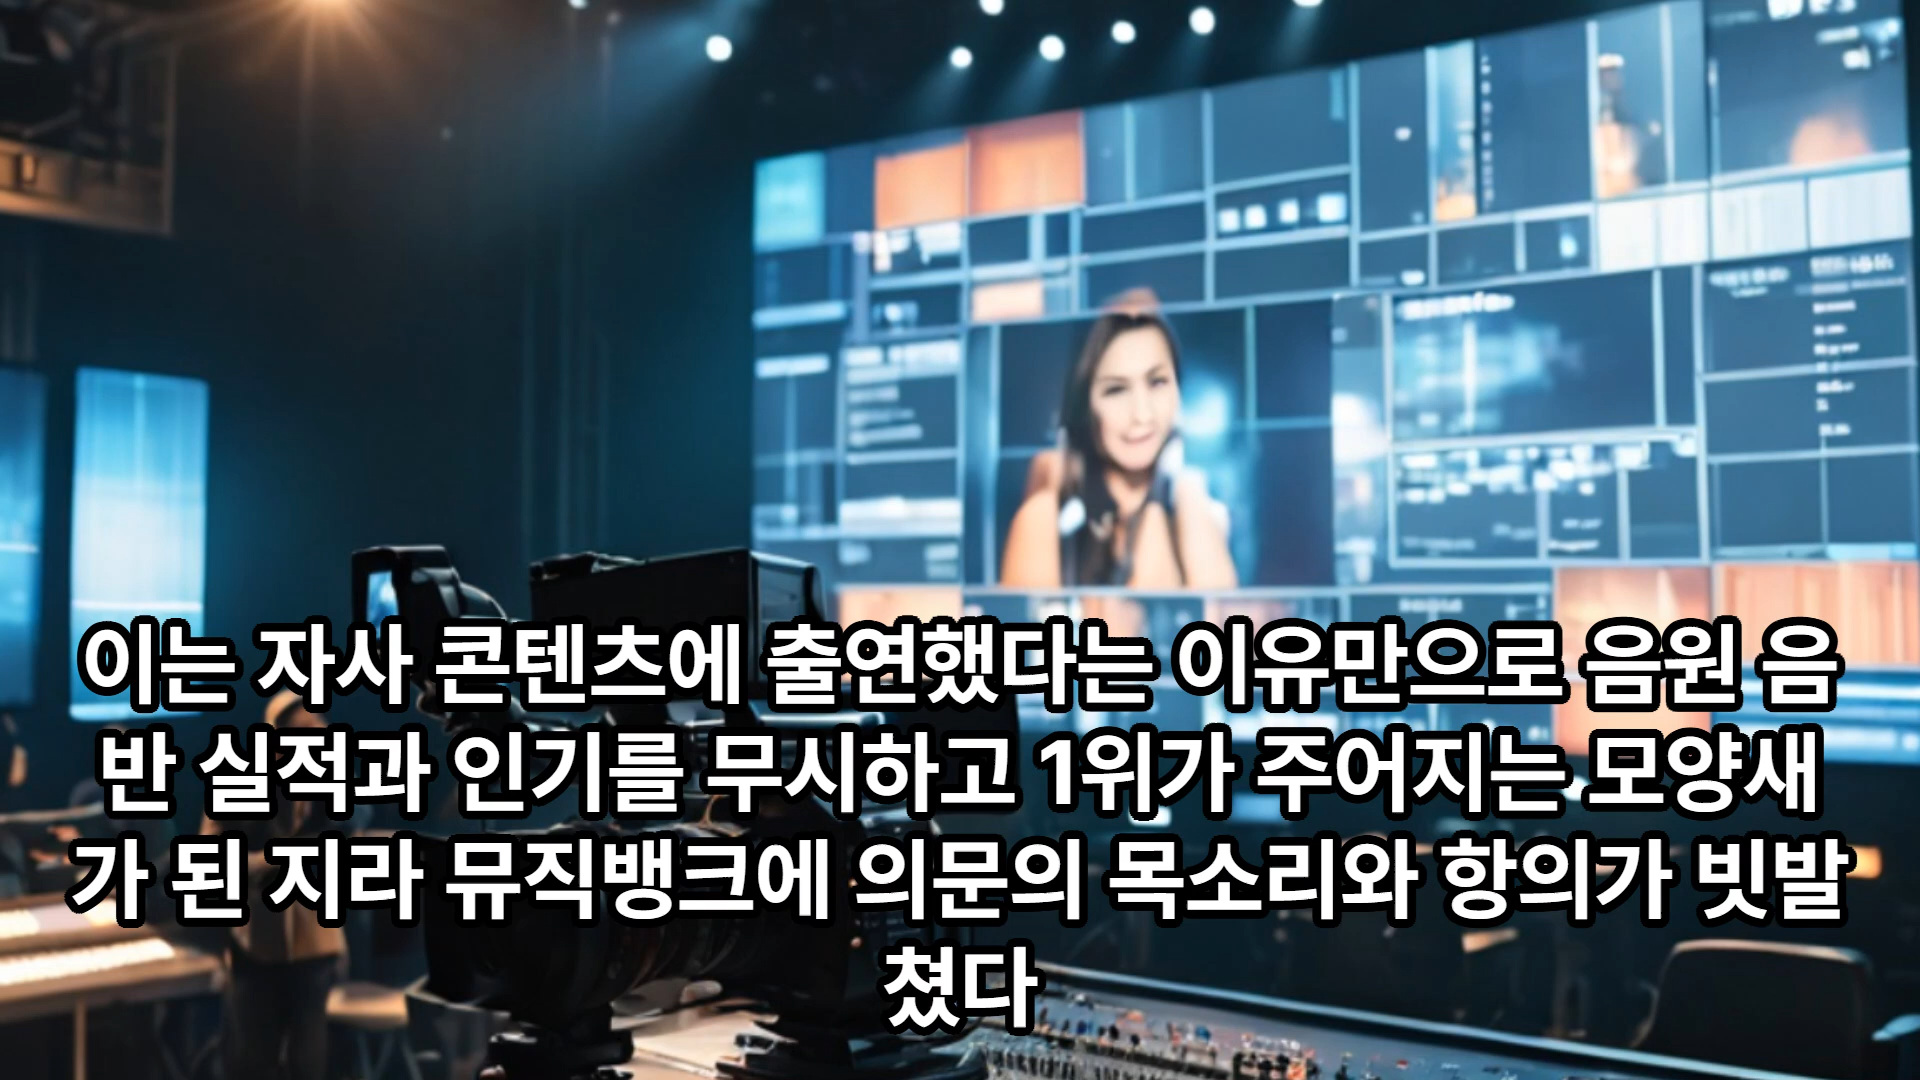 이는 자사 콘텐츠에 출연했다는 이유만으로 음원 음
반 실적과 인기를 무시하고 1위가 주어지는 모양새
가 된 지라 뮤직뱅크에 의문의 목소리와 항의가 빗발
쳤다